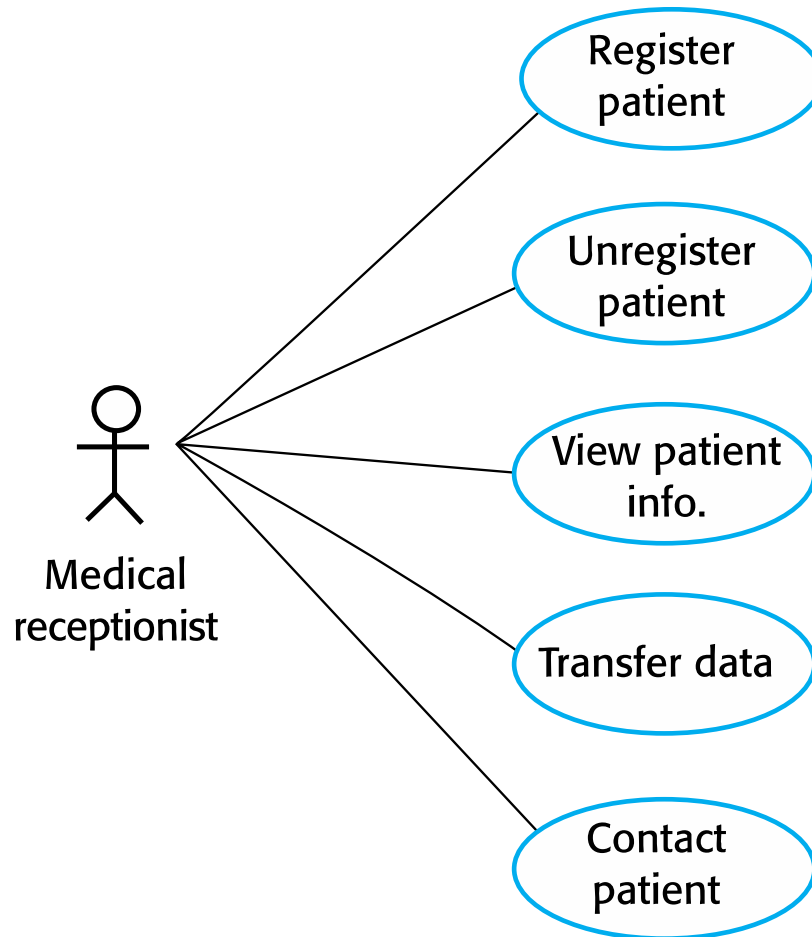 Register
patient
Unregister
patient
View patient
info.
Medical
receptionist
Transfer data
Contact
patient